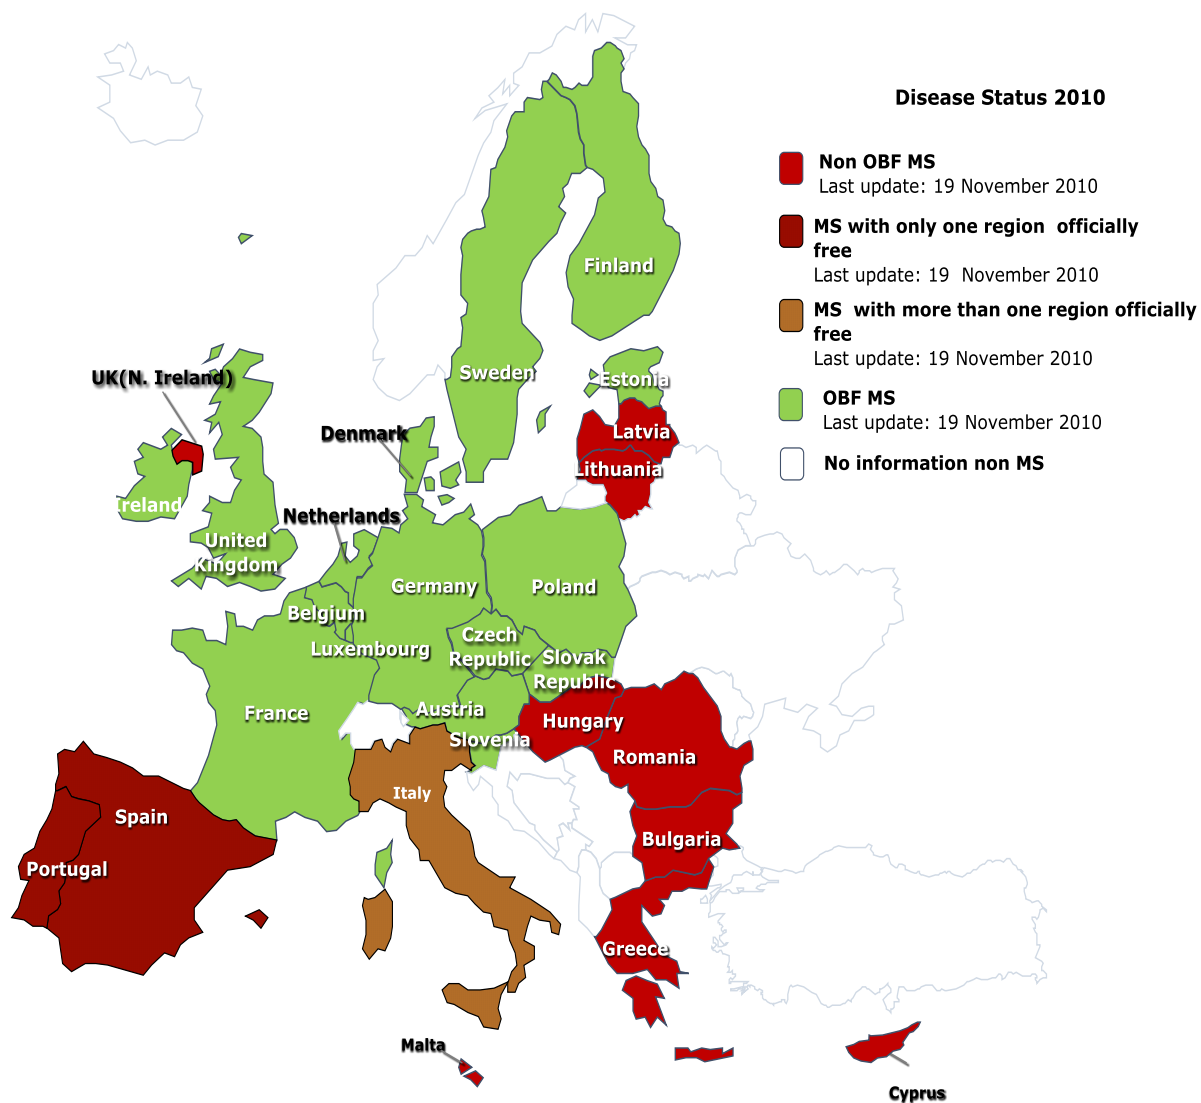 Disease Status 2010
Non OBF MS
Last update: 19 November 2010
MS with only one region officially
free
Last update: 19 November 2010
MS with more than one region officially
free
Last update: 19 November 2010
OBF MS
Last update: 19 November 2010
No information non MS
Finland
Sweden
Estonia
UK(N. Ireland)
Latvia
Denmark
Lithuania
Ireland
Netherlands
United
Kingdom
Germany
Poland
Belgium
Czech
Republic
Luxembourg
Slovak
Republic
France
Austria
Hungary
Slovenia
Romania
Italy
Spain
Bulgaria
Portugal
Greece
Malta
Cyprus